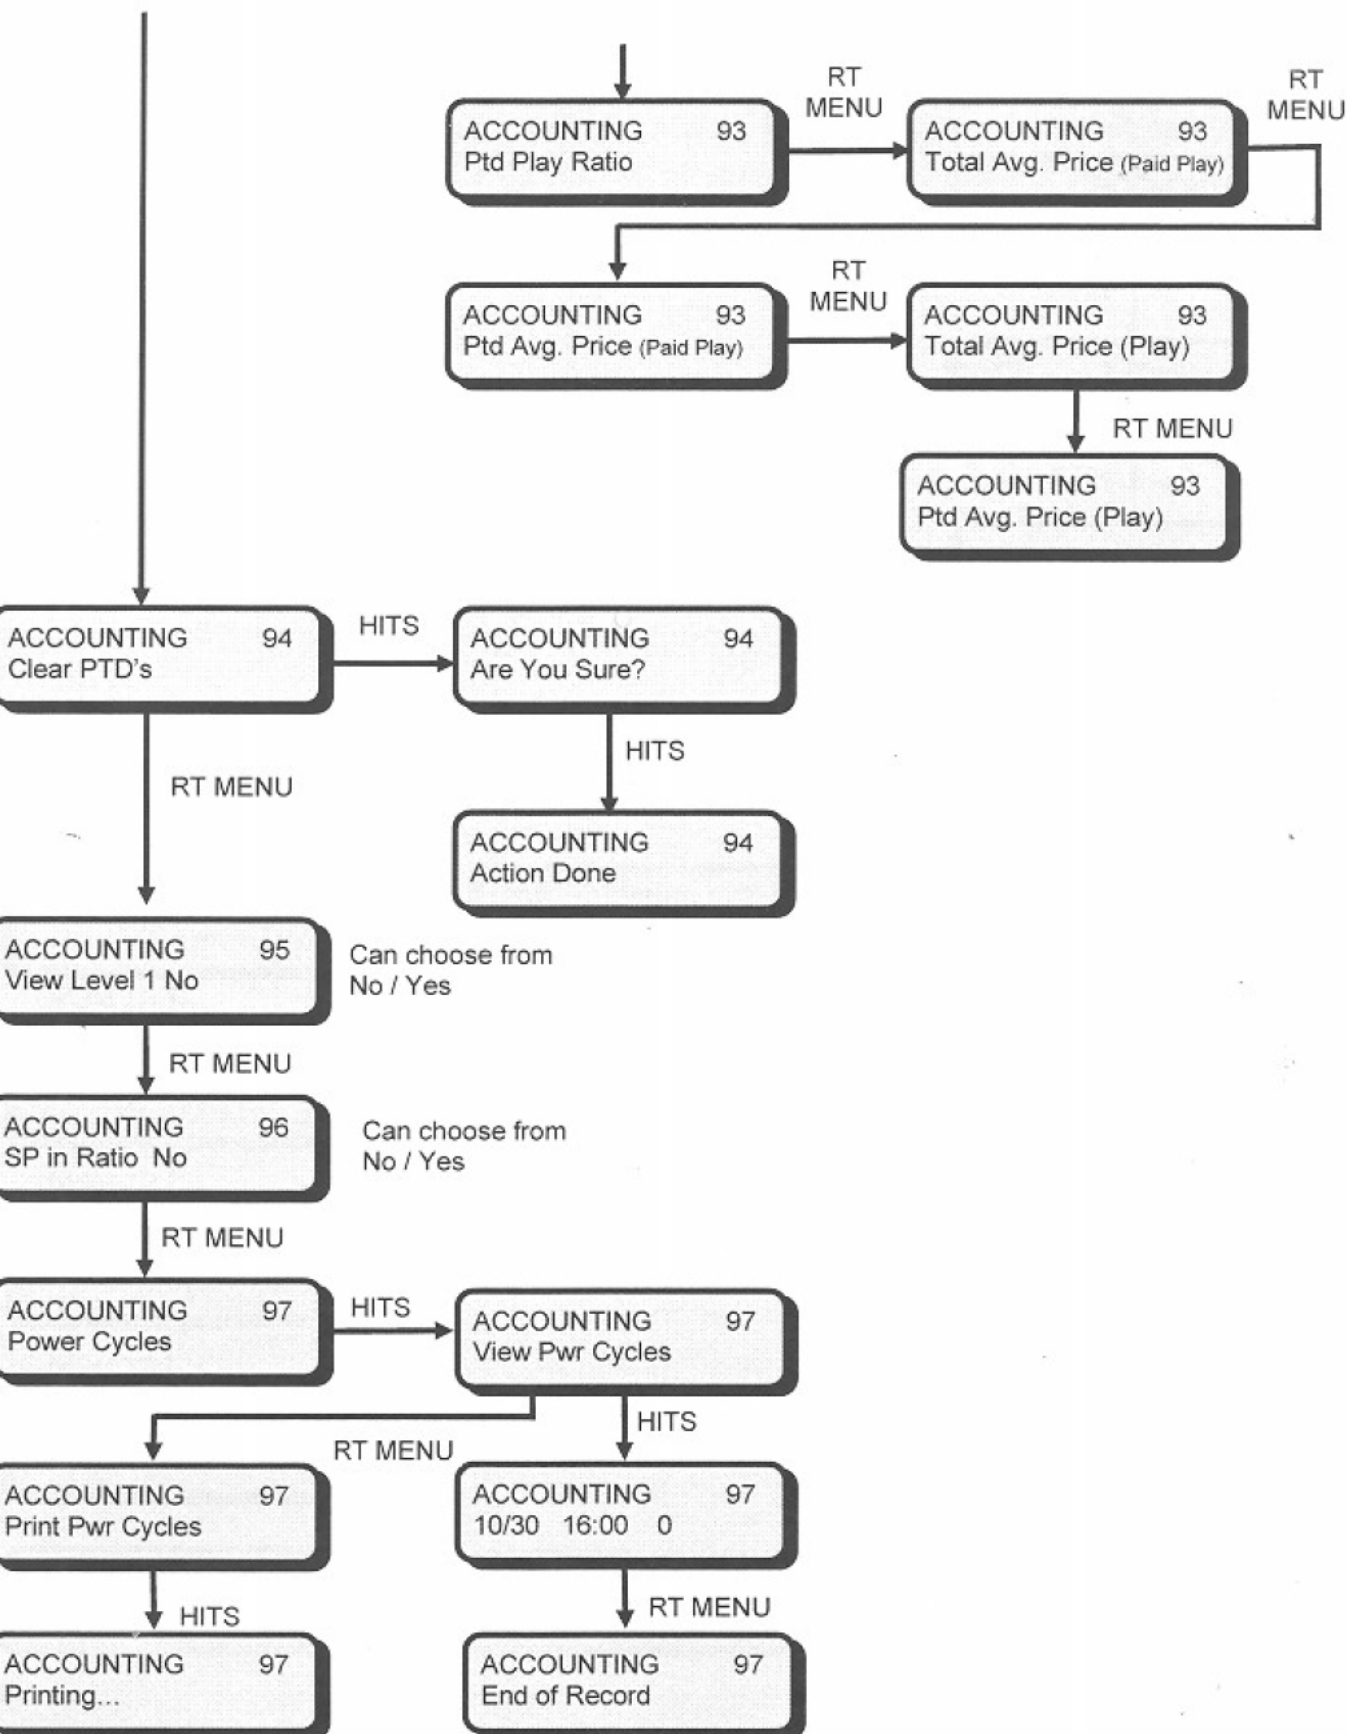 RT
MENU
RT
MENU
ACCOUNTING 93
Ptd Play Ratio
ACCOUNTING 93
Total Avg. Price (Paid Play)
RT
MENU
ACCOUNTING 93
Ptd Avg. Price (Paid Play)
ACCOUNTING 93
Total Avg. Price (Play)
RT MENU
ACCOUNTING 93
Ptd Avg. Price (Play)
ACCOUNTING 94
Clear PTD's
HITS
ACCOUNTING 94
Are You Sure?
HITS
RT MENU
ACCOUNTING 94
Action Done
ACCOUNTING 95
View Level 1 No
Can choose from
No / Yes
RT MENU
ACCOUNTING 96
SP in Ratio No
Can choose from
No / Yes
RT MENU
ACCOUNTING 97
Power Cycles
HITS
ACCOUNTING 97
View Pwr Cycles
HITS
RT MENU
ACCOUNTING 97
Print Pwr Cycles
ACCOUNTING 97
10/30 16:00 0
HITS
RT MENU
ACCOUNTING 97
Printing...
ACCOUNTING 97
End of Record